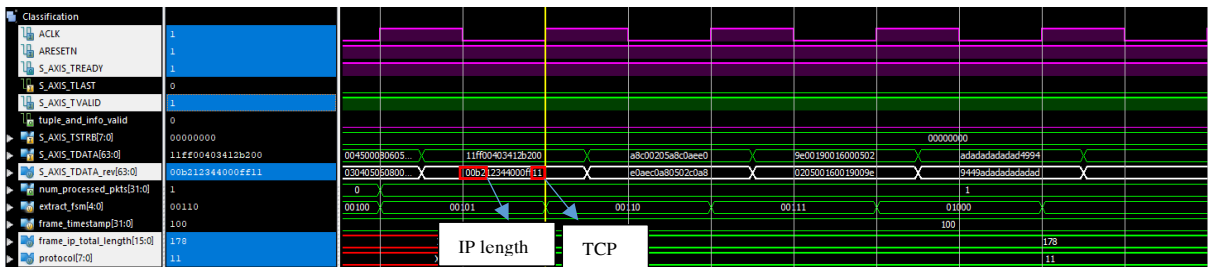 Classification
ACLK 1
ARESETN 1
S_AXIS_TREADY 1
S_AXIS_TLAST 0
S_AXIS_TVALID 1
tuple_and_info_valid 0
S_AXIS_TSTRB[7:0] 00000000 00000000
S_AXIS_TDATA[63:0] 11ff00403412b200 004500080605... 11ff00403412b200 a8c00205a8c0aee0 9e00190016000502 adadadadadad4994
S_AXIS_TDATA_rev[63:0] 00b212344000ff11 030405060800... 00b212344000ff11 e0aec0a80502c0a8 020500160019009e 9449adadadadadad
num_processed_pkts[31:0] 1 0 1
extract_fsm[4:0] 00110 00100 00101 00110 00111 01000
frame_timestamp[31:0] 100 100
frame_ip_total_length[15:0] 178 178
protocol[7:0] 11 11
IP length
TCP